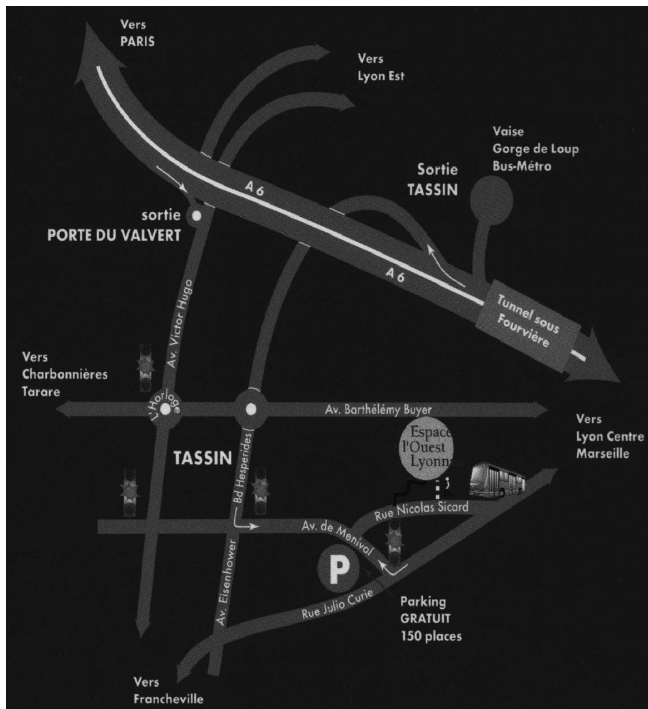 Vers
PARIS
Vers
Lyon Est
Vaise
Gorge de Loup
Bus-Métro
Sortie
TASSIN
A6
sortie
PORTE DU VALVERT
A6
Tunnel sous
Fourvière
Av. Victor Hugo
Vers
Charbonnières
Tarare
L'Horloge
Av. Barthélémy Buyer
Vers
Lyon Centre
Marseille
Espace
l'Ouest
Lyonna
TASSIN
Bd Hesperides
Rue Nicolas Sicard
Av. de Menival
P
Av. Eisenhower
Rue Julio Curie
Parking
GRATUIT
150 places
Vers
Francheville